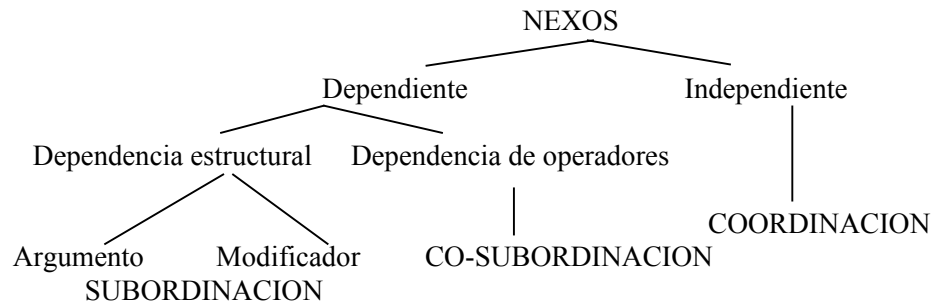 NEXOS
Dependiente Independiente
Dependencia estructural Dependencia de operadores
COORDINACION
Argumento Modificador CO-SUBORDINACION
SUBORDINACION